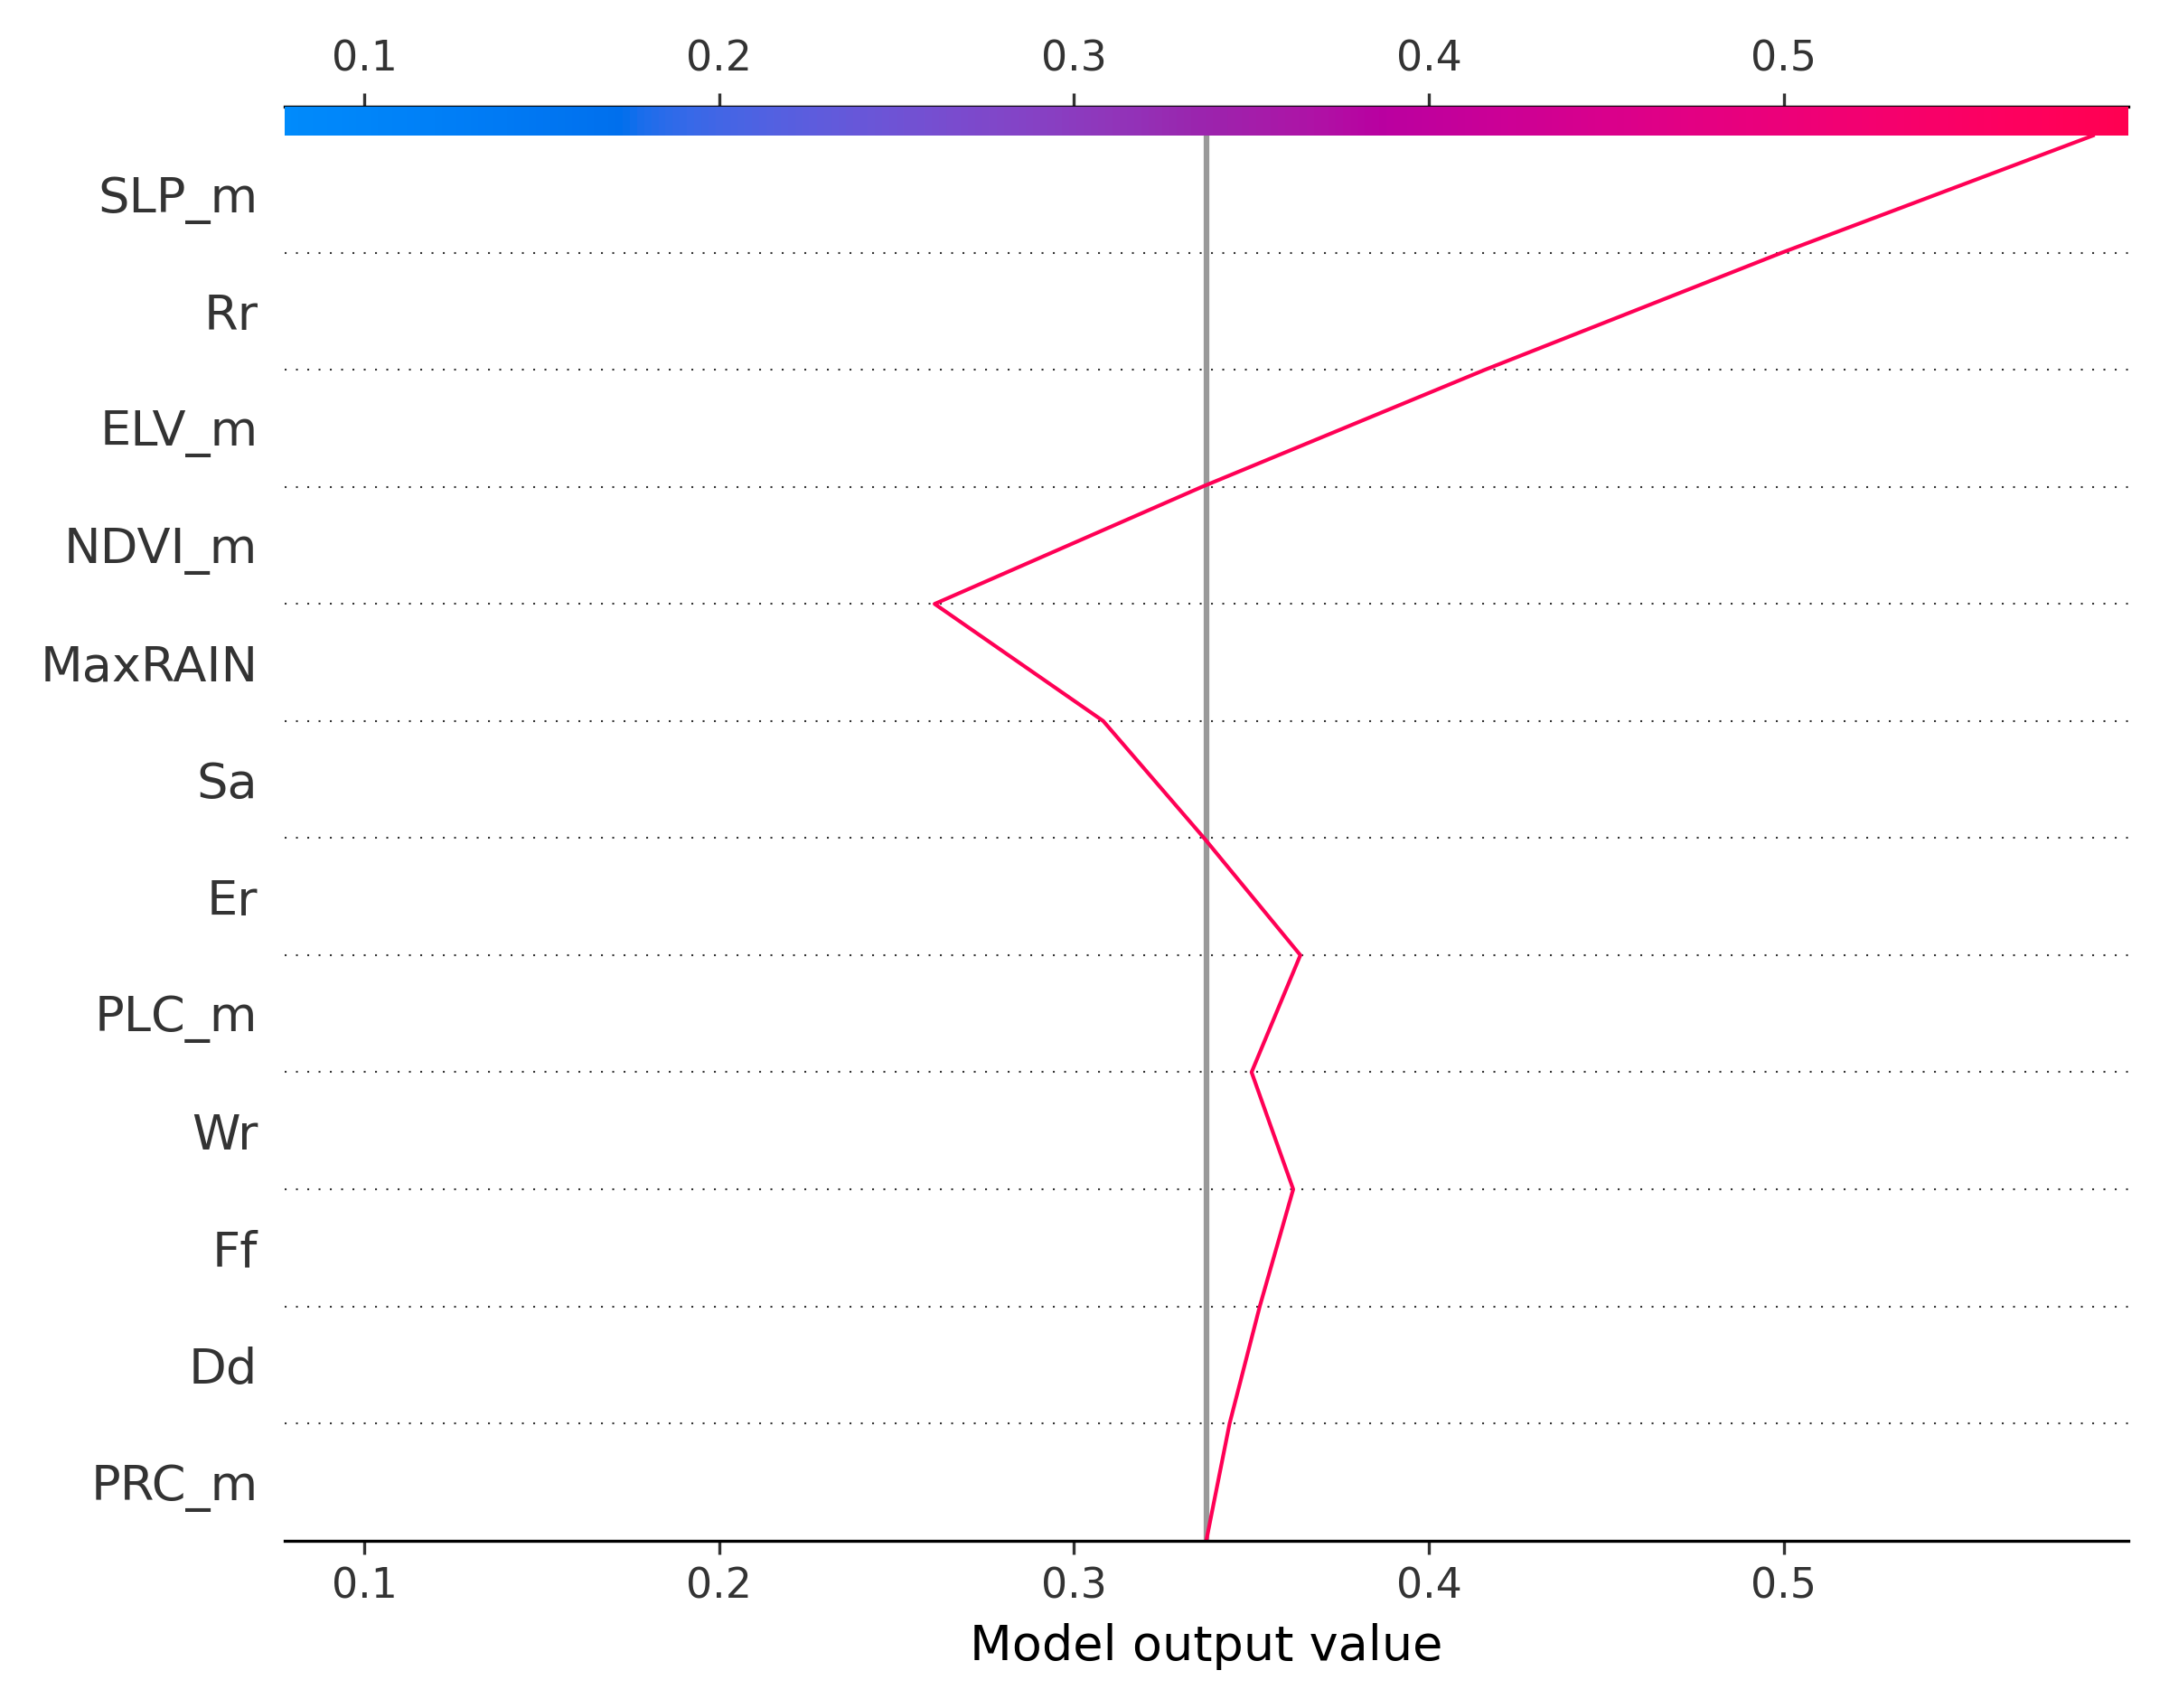 0.1 0.2 0.3 0.4 0.5
SLP_m
Rr
ELV_m
NDVI_m
MaxRAIN
Sa
Er
PLC_m
Wr
Ff
Dd
PRC_m
0.1 0.2 0.3 0.4 0.5
Model output value